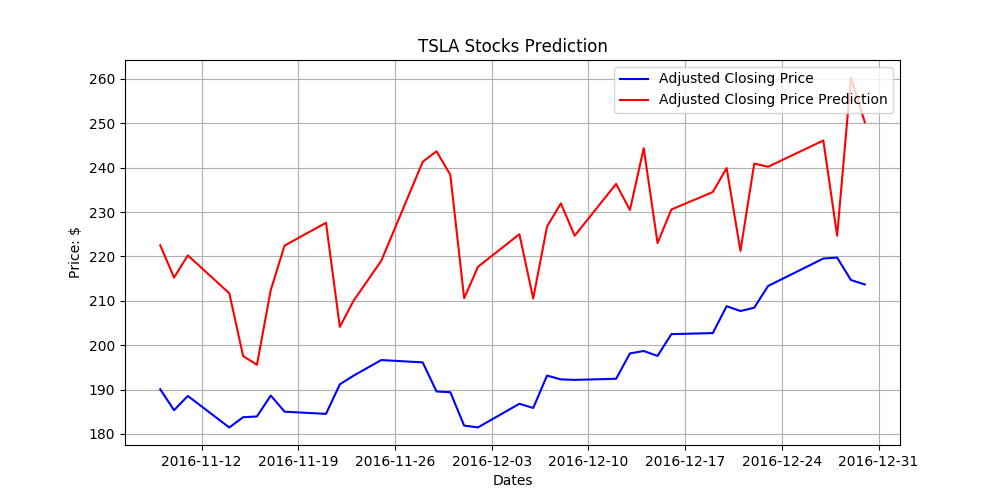 TSLA Stocks Prediction
Adjusted Closing Price
Adjusted Closing Price Prediction
260
250
240
230
220
210
200
190
180
Price: $
2016-11-12 2016-11-19 2016-11-26 2016-12-03 2016-12-10 2016-12-17 2016-12-24 2016-12-31
Dates